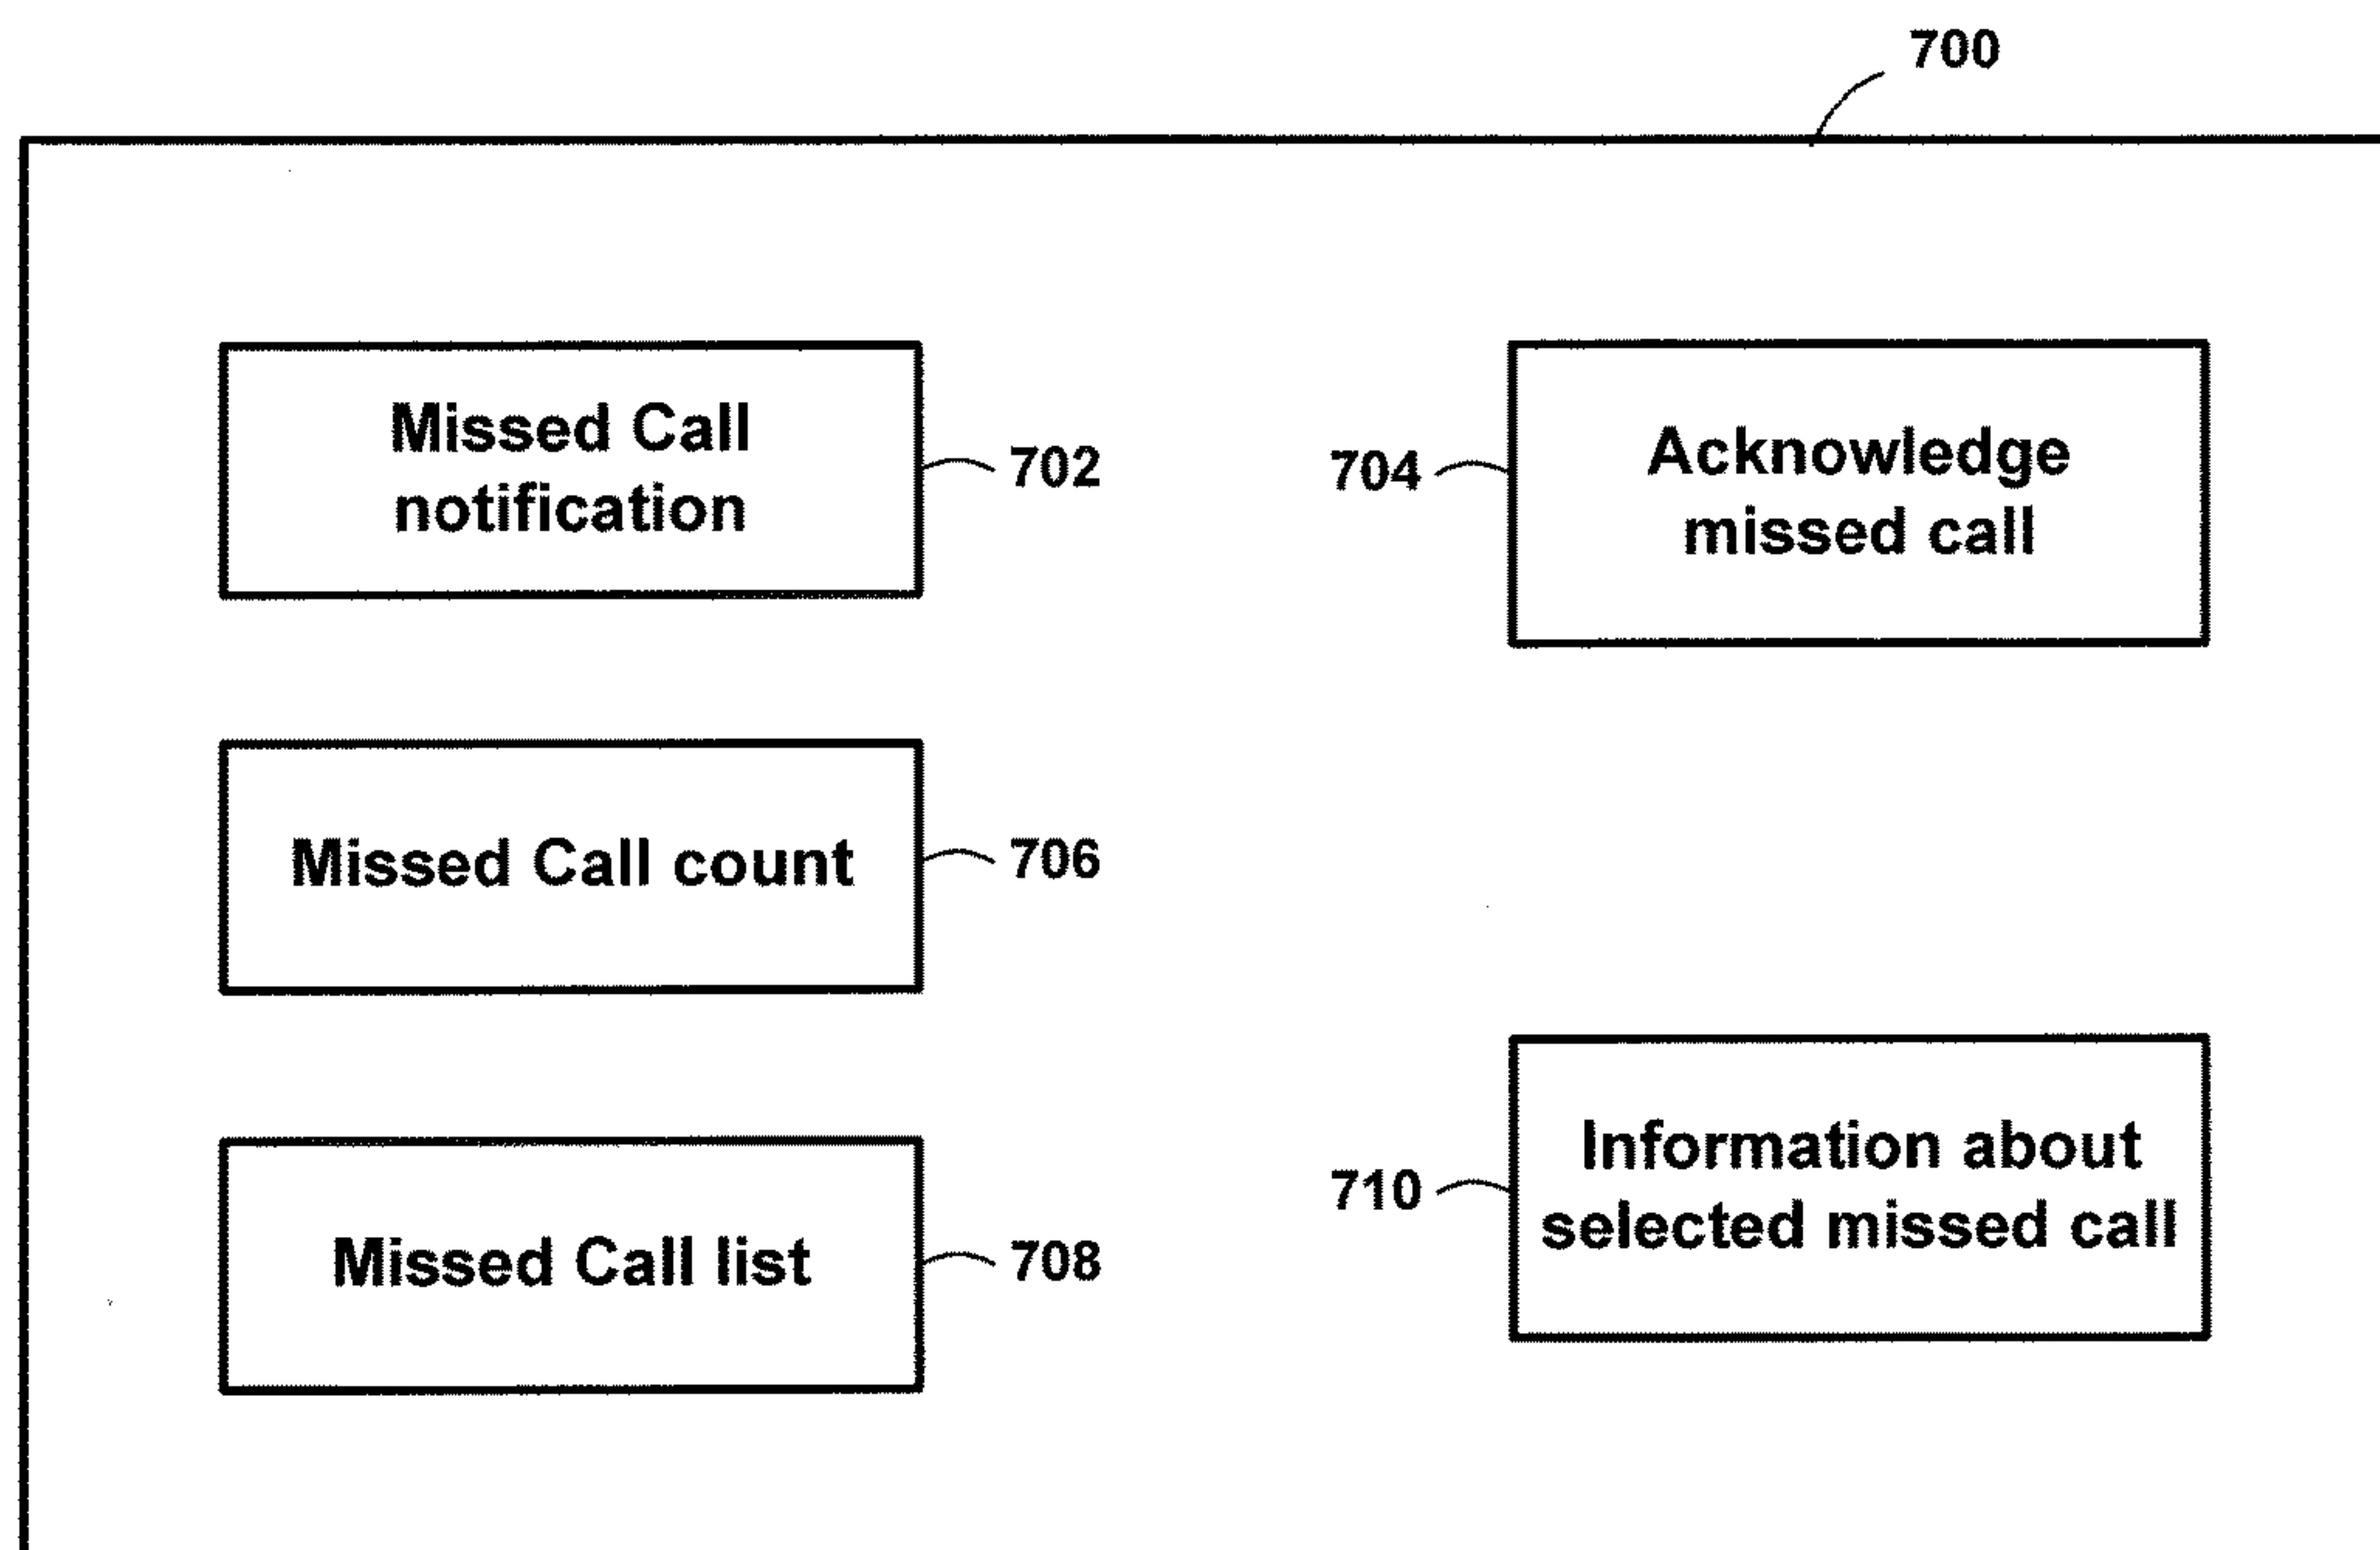 700
Missed Call
notification
702
704
Acknowledge
missed call
Missed Call count
706
Missed Call list
708
710
Information about
selected missed call